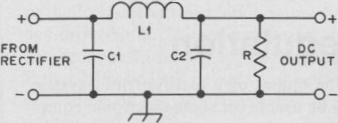 +
L1
+
FROM
RECTIFIER
C1
C2
R
DC
OUTPUT
-
-